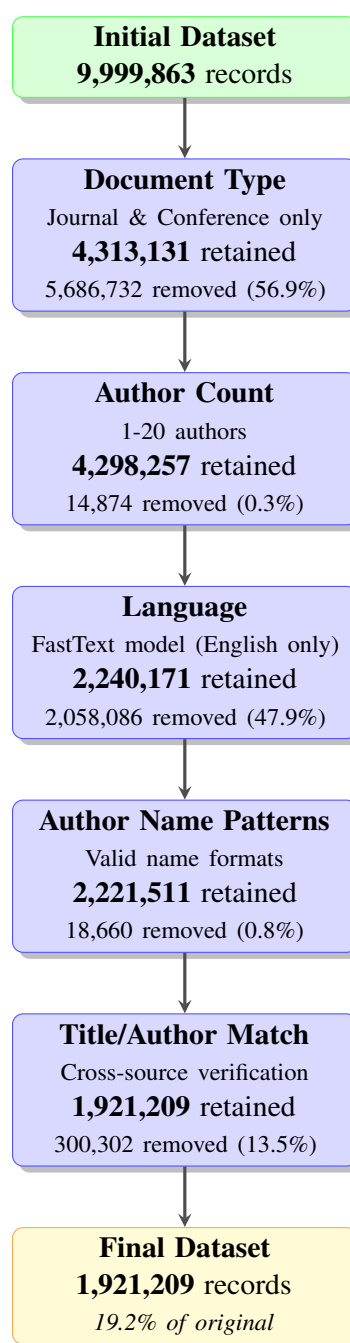 Initial Dataset
9,999,863 records
Document Type
Journal & Conference only
4,313,131 retained
5,686,732 removed (56.9%)
Author Count
1-20 authors
4,298,257 retained
14,874 removed (0.3%)
Language
FastText model (English only)
2,240,171 retained
2,058,086 removed (47.9%)
Author Name Patterns
Valid name formats
2,221,511 retained
18,660 removed (0.8%)
Title/Author Match
Cross-source verification
1,921,209 retained
300,302 removed (13.5%)
Final Dataset
1,921,209 records
19.2% of original